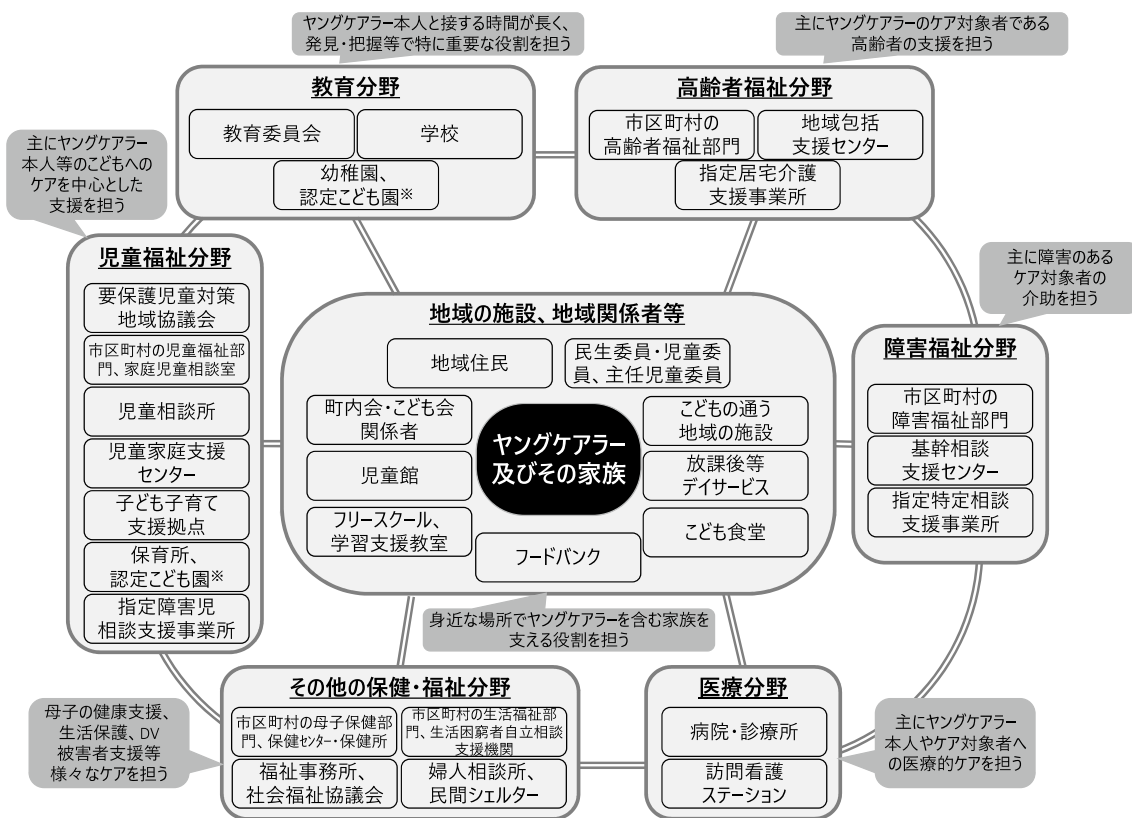 ヤングケアラー本人と接する時間が長く、
発見・把握等で特に重要な役割を担う
主にヤングケアラーのケア対象者である
高齢者の支援を担う
教育分野
教育委員会
学校
幼稚園、
認定こども園※
高齢者福祉分野
市区町村の
高齢者福祉部門
地域包括
支援センター
指定居宅介護
支援事業所
主にヤングケアラー
本人等のこどもへの
ケアを中心とした
支援を担う
児童福祉分野
要保護児童対策
地域協議会
市区町村の児童福祉部
門、家庭児童相談室
児童相談所
児童家庭支援
センター
子ども子育て
支援拠点
保育所、
認定こども園※
指定障害児
相談支援事業所
地域の施設、地域関係者等
地域住民
民生委員・児童委
員、主任児童委員
町内会・こども会
関係者
児童館
フリースクール、
学習支援教室
ヤングケアラー
及びその家族
こどもの通う
地域の施設
放課後等
デイサービス
こども食堂
フードバンク
身近な場所でヤングケアラーを含む家族を
支える役割を担う
主に障害のある
ケア対象者の
介助を担う
障害福祉分野
市区町村の
障害福祉部門
基幹相談
支援センター
指定特定相談
支援事業所
その他の保健・福祉分野
市区町村の母子保健部
門、保健センター・保健所
市区町村の生活福祉部
門、生活困窮者自立相談
支援機関
福祉事務所、
社会福祉協議会
婦人相談所、
民間シェルター
母子の健康支援、
生活保護、DV
被害者支援等
様々なケアを担う
医療分野
病院・診療所
訪問看護
ステーション
主にヤングケアラー
本人やケア対象者へ
の医療的ケアを担う